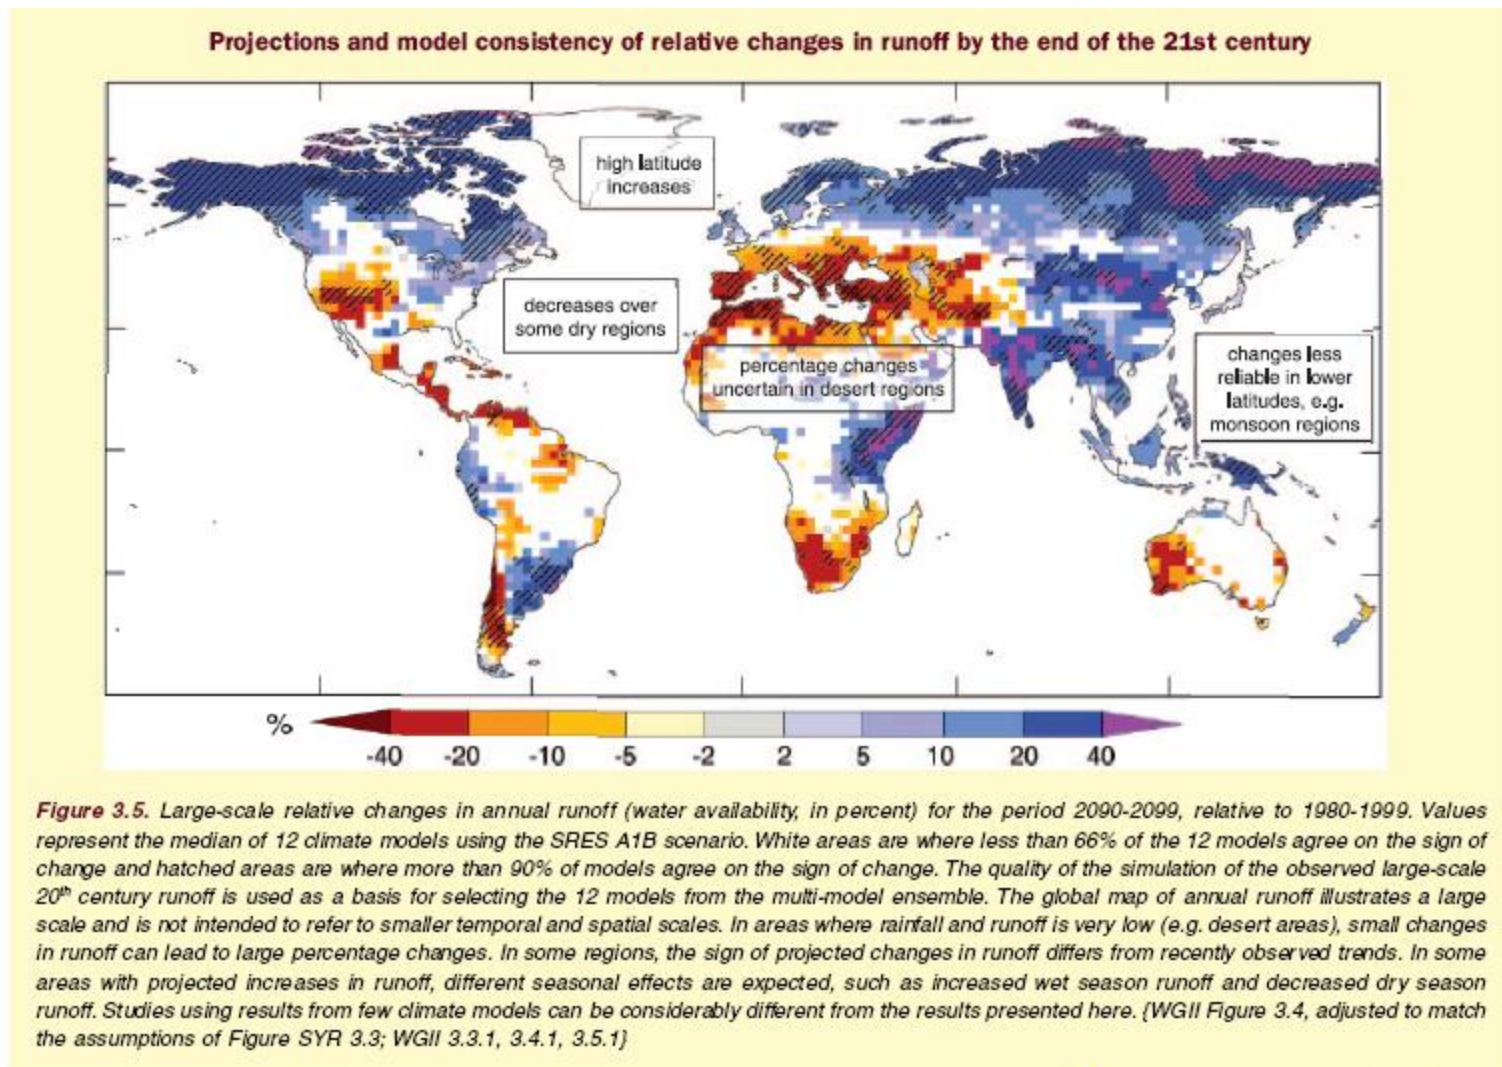 Projections and model consistency of relative changes in runoff by the end of the 21st century
high latitude
increases
decreases over
some dry regions
percentage changes
uncertain in desert regions
changes less
reliable in lower
latitudes, e.g.
monsoon regions
% -40 -20 -10 -5 -2 2 5 10 20 40
Figure 3.5. Large-scale relative changes in annual runoff (water availability, in percent) for the period 2090-2099, relative to 1980-1999. Values
represent the median of 12 climate models using the SRES A1B scenario. White areas are where less than 66% of the 12 models agree on the sign of
change and hatched areas are where more than 90% of models agree on the sign of change. The quality of the simulation of the observed large-scale
20th century runoff is used as a basis for selecting the 12 models from the multi-model ensemble. The global map of annual runoff illustrates a large
scale and is not intended to refer to smaller temporal and spatial scales. In areas where rainfall and runoff is very low (e.g. desert areas), small changes
in runoff can lead to large percentage changes. In some regions, the sign of projected changes in runoff differs from recently observed trends. In some
areas with projected increases in runoff, different seasonal effects are expected, such as increased wet season runoff and decreased dry season
runoff. Studies using results from few climate models can be considerably different from the results presented here. {WGII Figure 3.4, adjusted to match
the assumptions of Figure SYR 3.3; WGII 3.3.1, 3.4.1, 3.5.1}